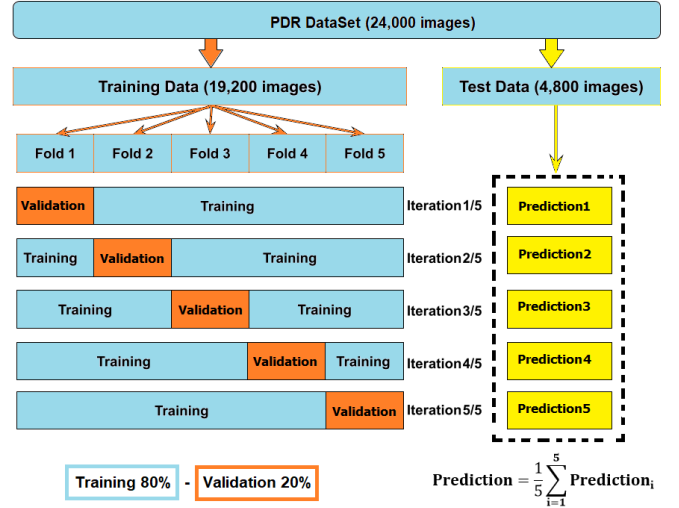 PDR DataSet (24,000 images)
Training Data (19,200 images)
Test Data (4,800 images)
Fold 1 Fold 2 Fold 3 Fold 4 Fold 5
Validation Training Iteration1/5 Prediction1
Training Validation Training Iteration2/5 Prediction2
Training Validation Training Iteration3/5 Prediction3
Training Validation Training Iteration4/5 Prediction4
Training Validation Iteration5/5 Prediction5
Training 80% - Validation 20%
Prediction = 1/5 ∑_{i=1}^{5} Prediction_i